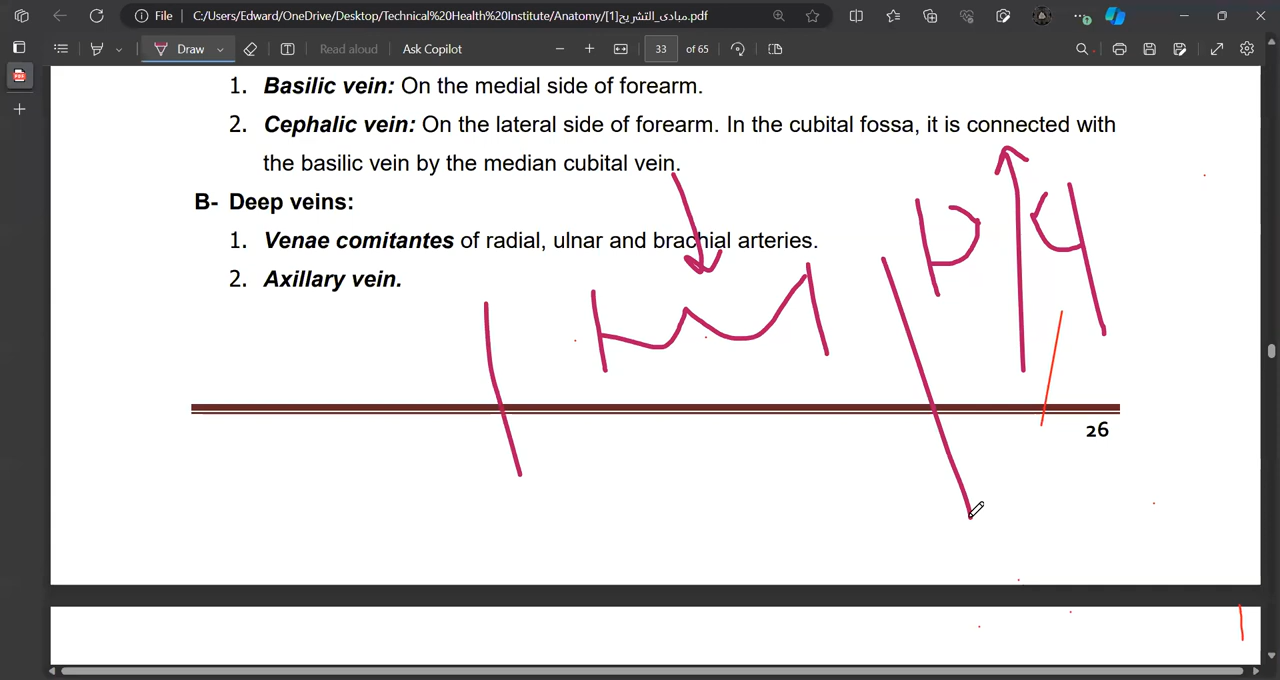 File C:/Users/Edward/OneDrive/Desktop/Technical%20Health%20Institute/Anatomy/[1]مبادى_التشريح.pdf
Draw Read aloud Ask Copilot 33 of 65
1. Basilic vein: On the medial side of forearm.
2. Cephalic vein: On the lateral side of forearm. In the cubital fossa, it is connected with
the basilic vein by the median cubital vein.
B- Deep veins:
1. Venae comitantes of radial, ulnar and brachial arteries.
2. Axillary vein.
26